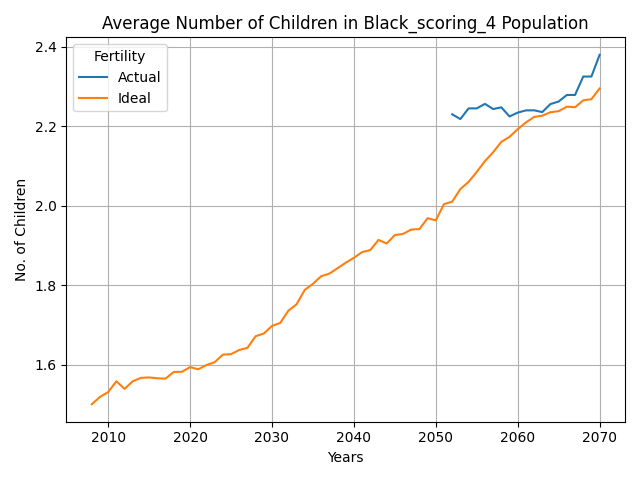 Average Number of Children in Black_scoring_4 Population
Fertility
Actual
Ideal
No. of Children
2.4
2.2
2.0
1.8
1.6
2010 2020 2030 2040 2050 2060 2070
Years